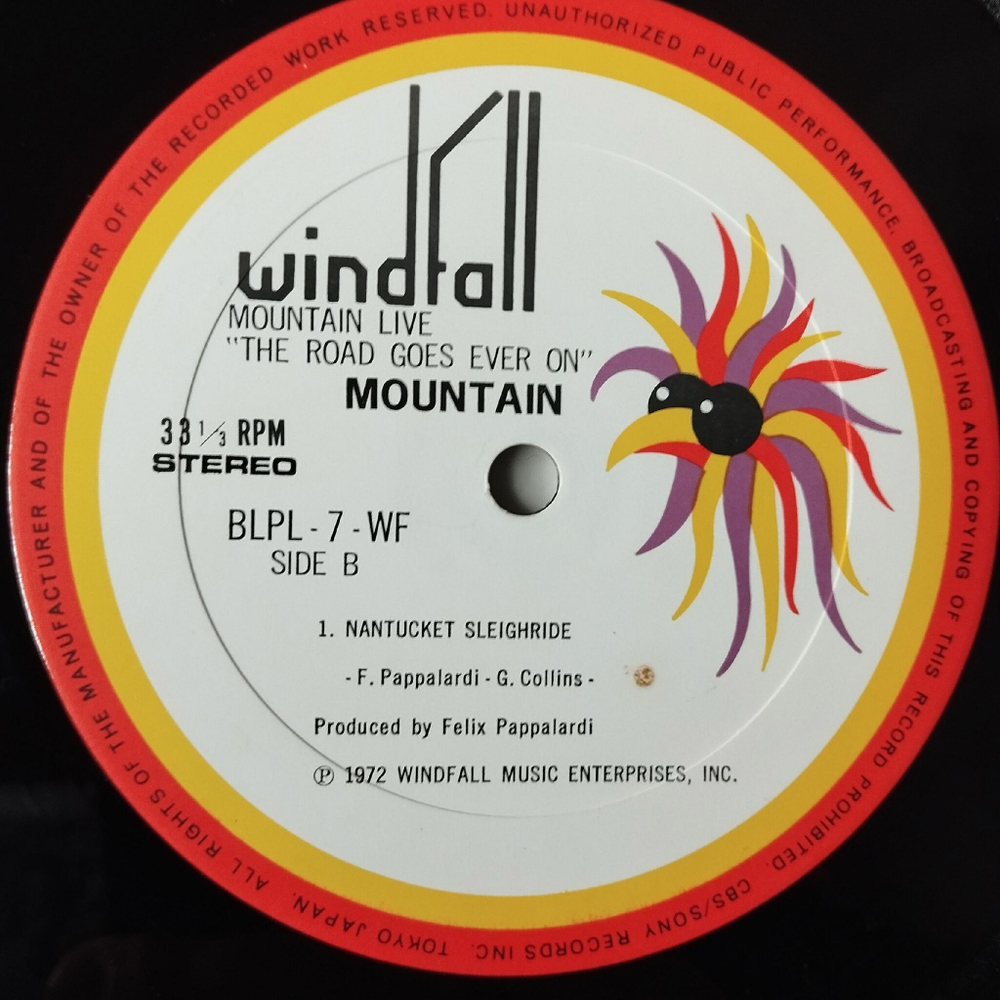 windfall
MOUNTAIN LIVE
"THE ROAD GOES EVER ON"
MOUNTAIN
33 1/3 RPM
STEREO
BLPL-7-WF
SIDE B
1. NANTUCKET SLEIGHRIDE
- F. Pappalardi - G. Collins -
Produced by Felix Pappalardi
℗ 1972 WINDFALL MUSIC ENTERPRISES, INC.
ALL RIGHTS OF THE MANUFACTURER AND OF THE OWNER OF THE RECORDED WORK RESERVED. UNAUTHORIZED PUBLIC PERFORMANCE, BROADCASTING AND COPYING OF THIS RECORD PROHIBITED. CBS/SONY RECORDS INC. TOKYO JAPAN.